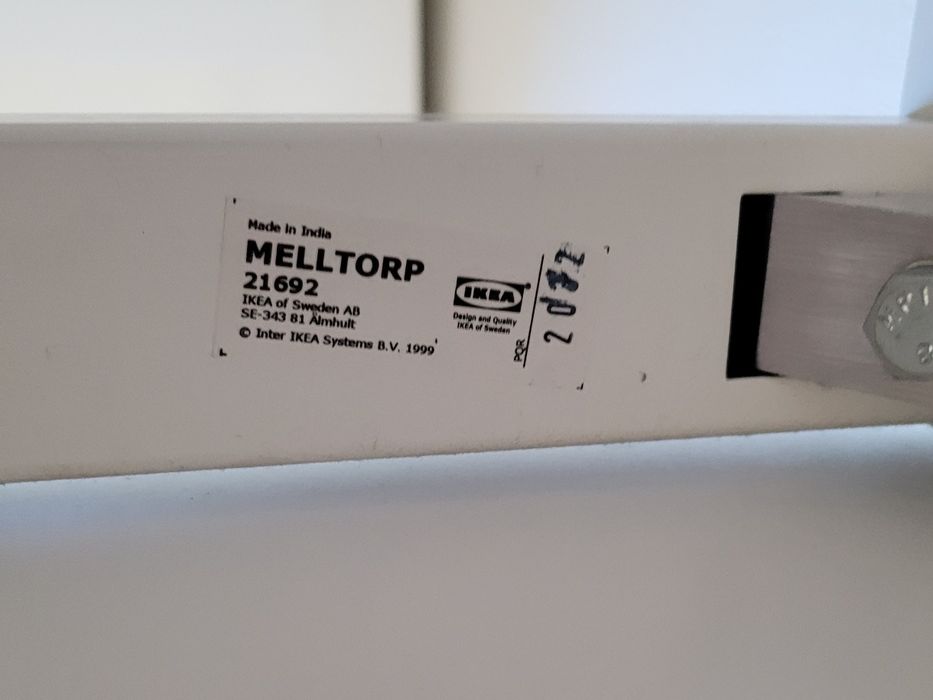 Made in India
MELLTORP
21692
IKEA of Sweden AB
SE-343 81 Älmhult
© Inter IKEA Systems B.V. 1999
IKEA
Design and Quality
IKEA of Sweden
PQR